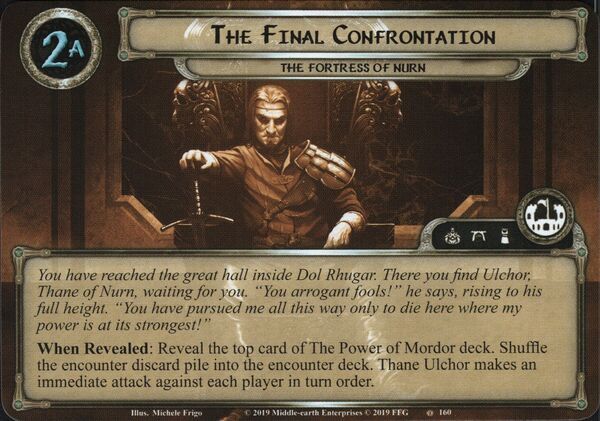 2A
The Final Confrontation
The Fortress of Nurn
You have reached the great hall inside Dol Rhugar. There you find Ulchor,
Thane of Nurn, waiting for you. “You arrogant fools!” he says, rising to his
full height. “You have pursued me all this way only to die here where my
power is at its strongest!”
When Revealed: Reveal the top card of The Power of Mordor deck. Shuffle
the encounter discard pile into the encounter deck. Thane Ulchor makes an
immediate attack against each player in turn order.
Illus. Michele Frigo © 2019 Middle-earth Enterprises © 2019 FFG 160